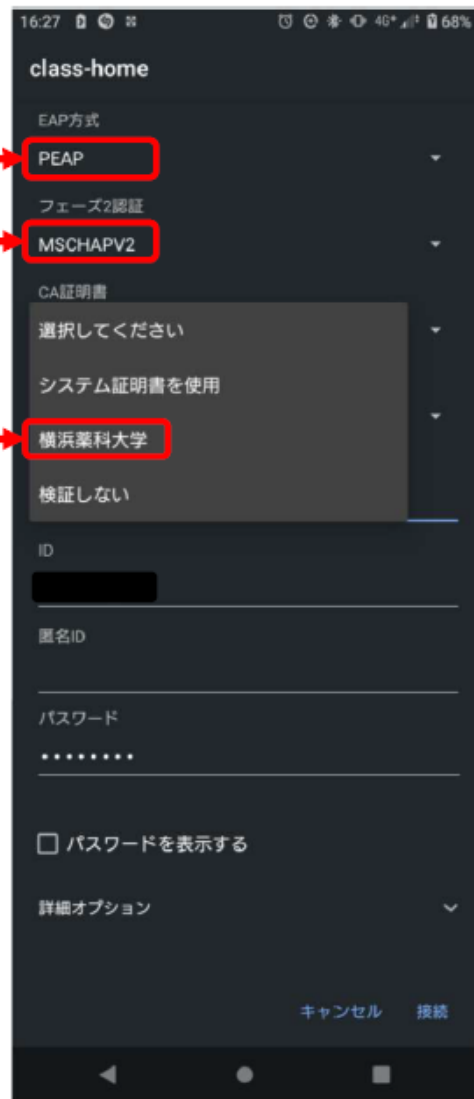 16:27 4G+ 68%
class-home
EAP方式
PEAP
フェーズ2認証
MSCHAPV2
CA証明書
選択してください
システム証明書を使用
横浜薬科大学
検証しない
ID
匿名ID
パスワード
••••••••
パスワードを表示する
詳細オプション
キャンセル 接続